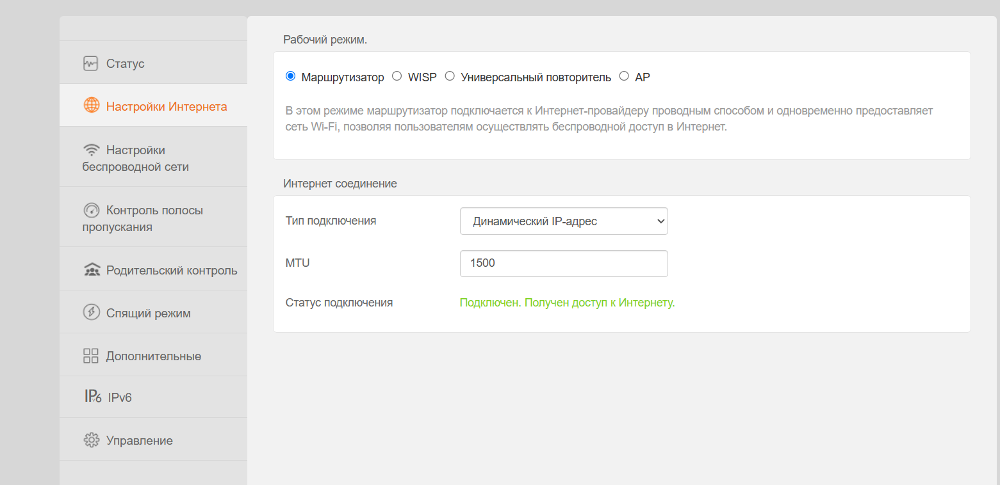 Статус
Настройки Интернета
Настройки
беспроводной сети
Контроль полосы
пропускания
Родительский контроль
Спящий режим
Дополнительные
IPv6 IPv6
Управление
Рабочий режим.
Маршрутизатор WISP Универсальный повторитель AP
В этом режиме маршрутизатор подключается к Интернет-провайдеру проводным способом и одновременно предоставляет
сеть Wi-Fi, позволяя пользователям осуществлять беспроводной доступ в Интернет.
Интернет соединение
Тип подключения Динамический IP-адрес
MTU 1500
Статус подключения Подключен. Получен доступ к Интернету.